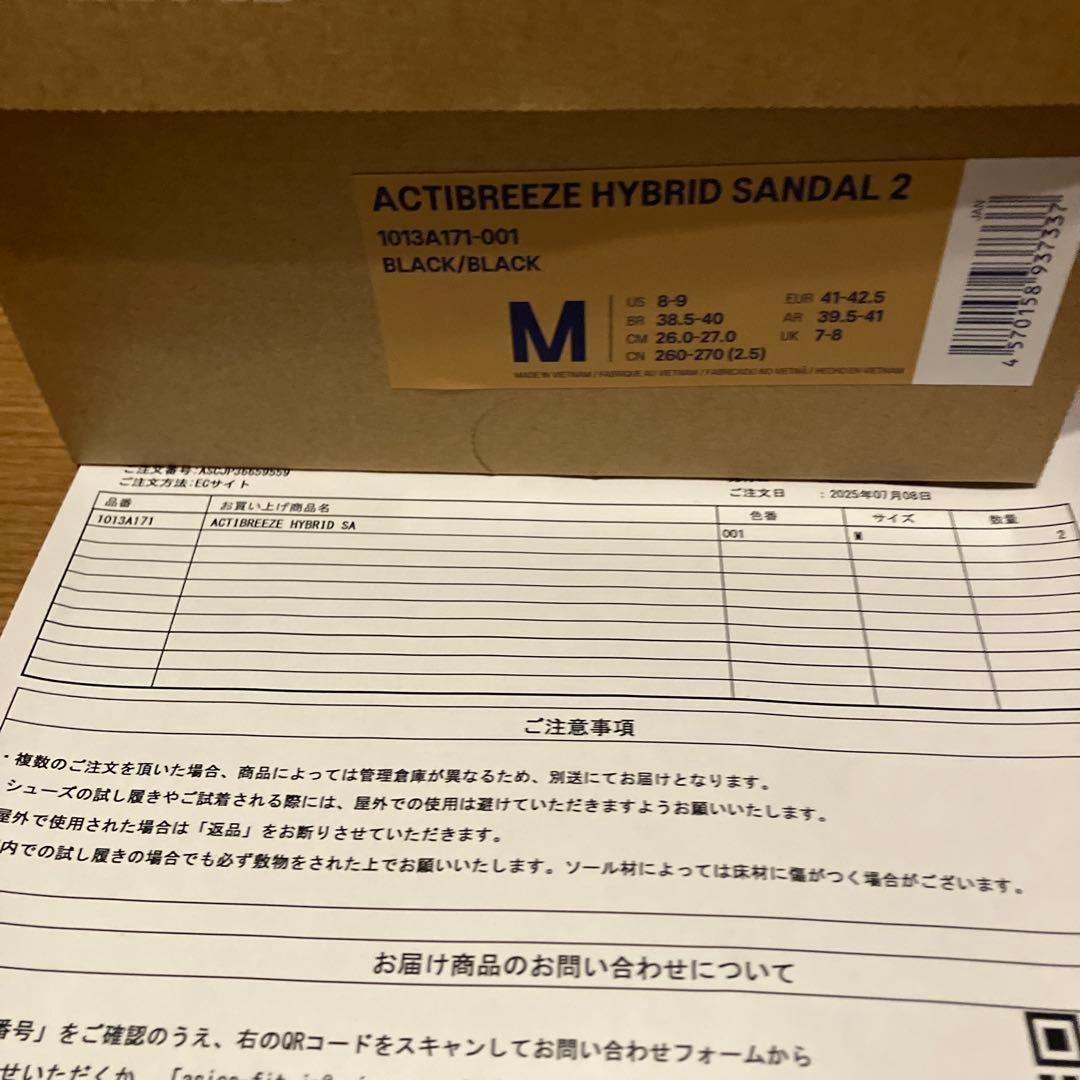 ACTIBREEZE HYBRID SANDAL 2
1013A171-001
BLACK/BLACK
M
US 8-9 EUR 41-42.5
BR 38.5-40 AR 39.5-41
CM 26.0-27.0 UK 7-8
CN 260-270 (2.5)
MADE IN VIETNAM / FABRIQUE AU VIETNAM / FABRICADO NO VIETNÃ / HECHO EN VIETNAM
JAN
4570158937337
ご注文番号:ASCJP36659559
ご注文方法:ECサイト
ご注文日 : 2025年07月08日
品番 お買い上げ商品名 色番 サイズ 数量
1013A171 ACTIBREEZE HYBRID SA 001 M 2
ご注意事項
・複数のご注文を頂いた場合、商品によっては管理倉庫が異なるため、別送にてお届けとなります。
シューズの試し履きやご試着される際には、屋外での使用は避けていただきますようお願いいたします。
屋外で使用された場合は「返品」をお断りさせていただきます。
内での試し履きの場合でも必ず敷物をされた上でお願いいたします。ソール材によっては床材に傷がつく場合がございます。
お届け商品のお問い合わせについて
番号」をご確認のうえ、右のQRコードをスキャンしてお問い合わせフォームから
せいただくか、